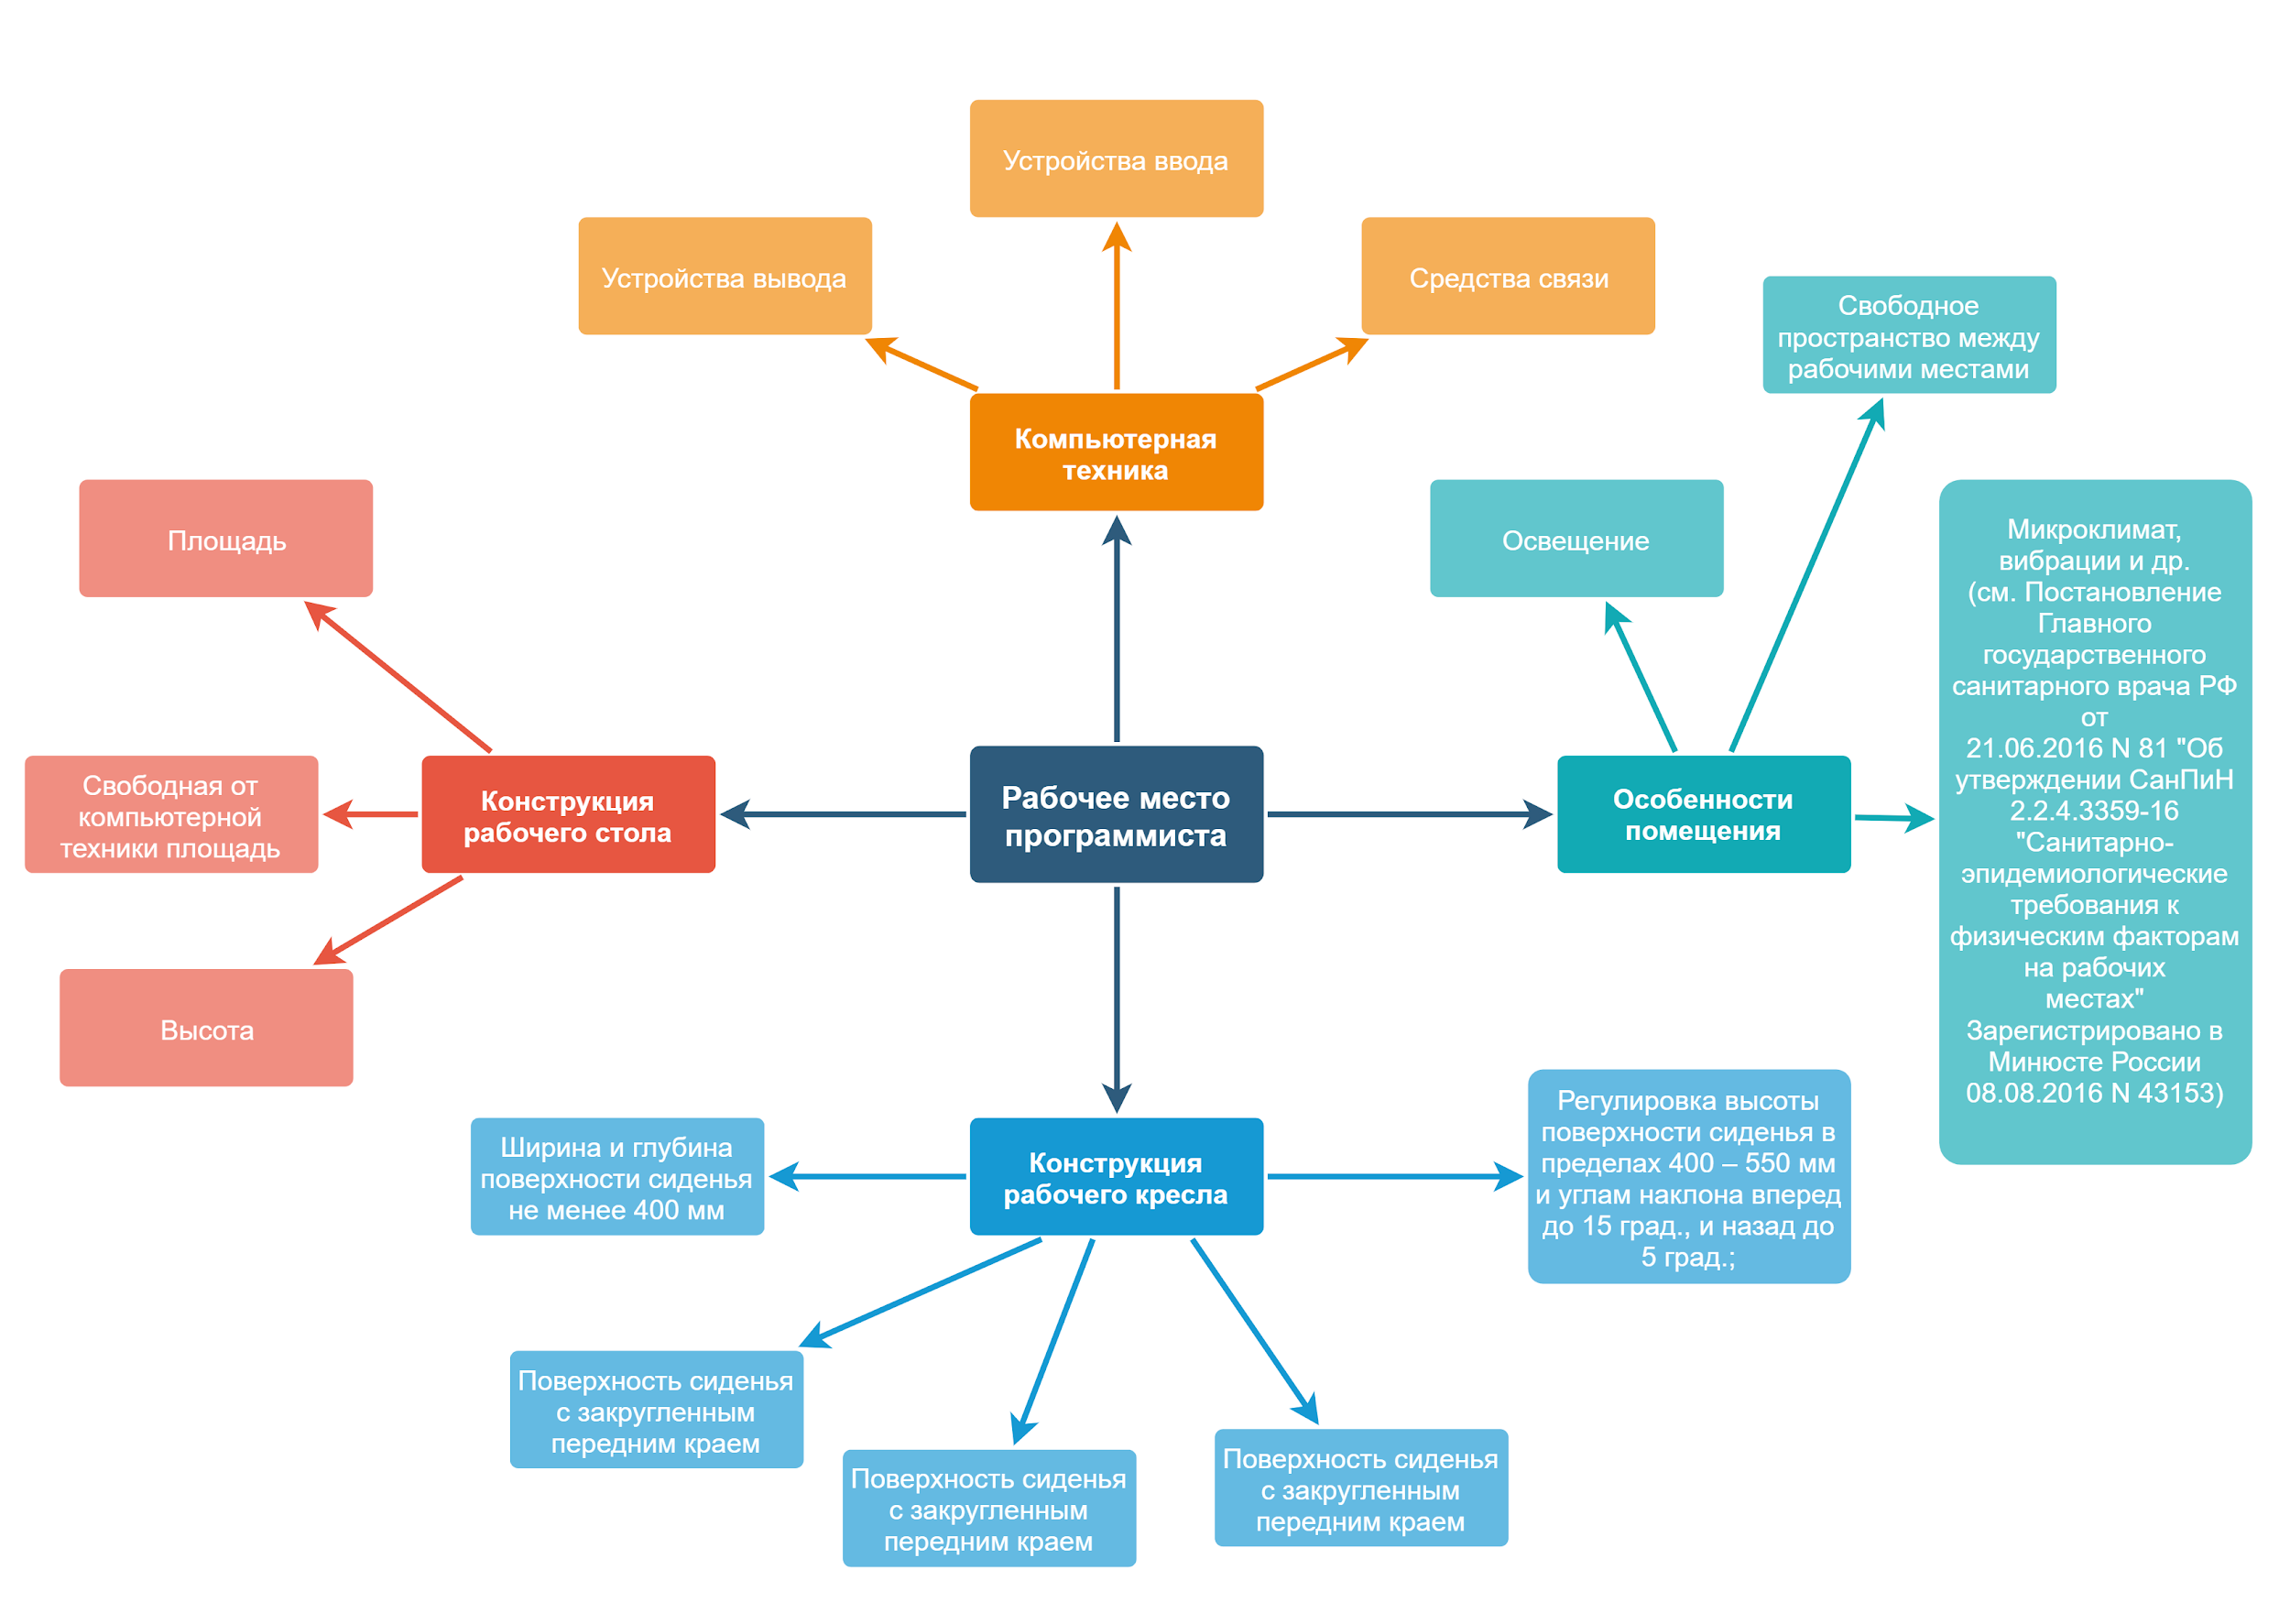 Устройства ввода
Устройства вывода
Средства связи
Свободное
пространство между
рабочими местами
Компьютерная
техника
Площадь
Освещение
Микроклимат,
вибрации и др.
(см. Постановление
Главного
государственного
санитарного врача РФ
от
21.06.2016 N 81 "Об
утверждении СанПиН
2.2.4.3359-16
"Санитарно-
эпидемиологические
требования к
физическим факторам
на рабочих
местах"
Зарегистрировано в
Минюсте России
08.08.2016 N 43153)
Свободная от
компьютерной
техники площадь
Конструкция
рабочего стола
Рабочее место
программиста
Особенности
помещения
Высота
Ширина и глубина
поверхности сиденья
не менее 400 мм
Конструкция
рабочего кресла
Регулировка высоты
поверхности сиденья в
пределах 400 – 550 мм
и углам наклона вперед
до 15 град., и назад до
5 град.;
Поверхность сиденья
с закругленным
передним краем
Поверхность сиденья
с закругленным
передним краем
Поверхность сиденья
с закругленным
передним краем